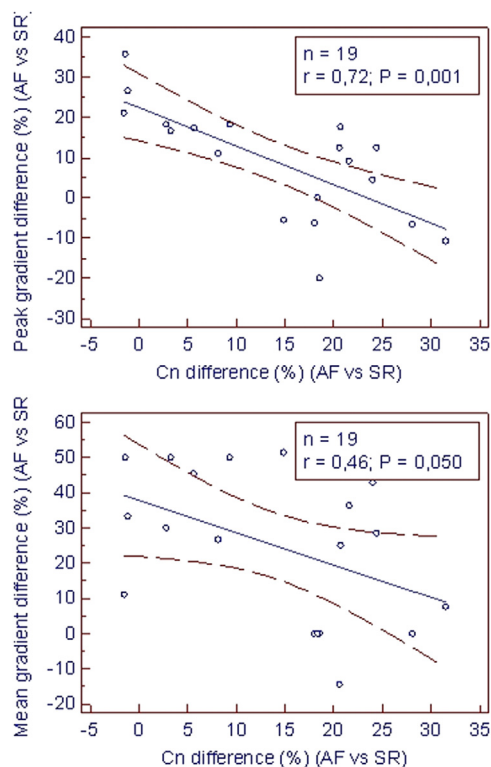 Peak gradient difference (%) (AF vs SR)
40
30
20
10
0
-10
-20
-30
n = 19
r = 0,72; P = 0,001
-5 0 5 10 15 20 25 30 35
Cn difference (%) (AF vs SR)
Mean gradient difference (%) (AF vs SR
60
50
40
30
20
10
0
-10
-20
n = 19
r = 0,46; P = 0,050
-5 0 5 10 15 20 25 30 35
Cn difference (%) (AF vs SR)